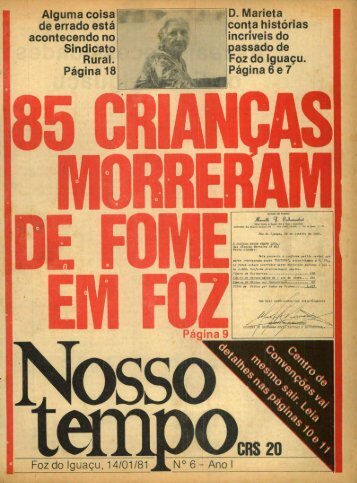 Alguma coisa
de errado está
acontecendo no
Sindicato
Rural.
Página 18
D. Marieta
conta histórias
incríveis do
passado de
Foz do Iguaçu.
Página 6 e 7
85 CRIANÇAS
MORRERAM
DE FOME
EM FOZ
Página 9
Centro de
Convenções vai
mesmo sair. Leia
detalhes nas
páginas 10 e 11
Nosso
tempo
CR$ 20
Foz do Iguaçu, 14/01/81
Nº 6 - Ano I